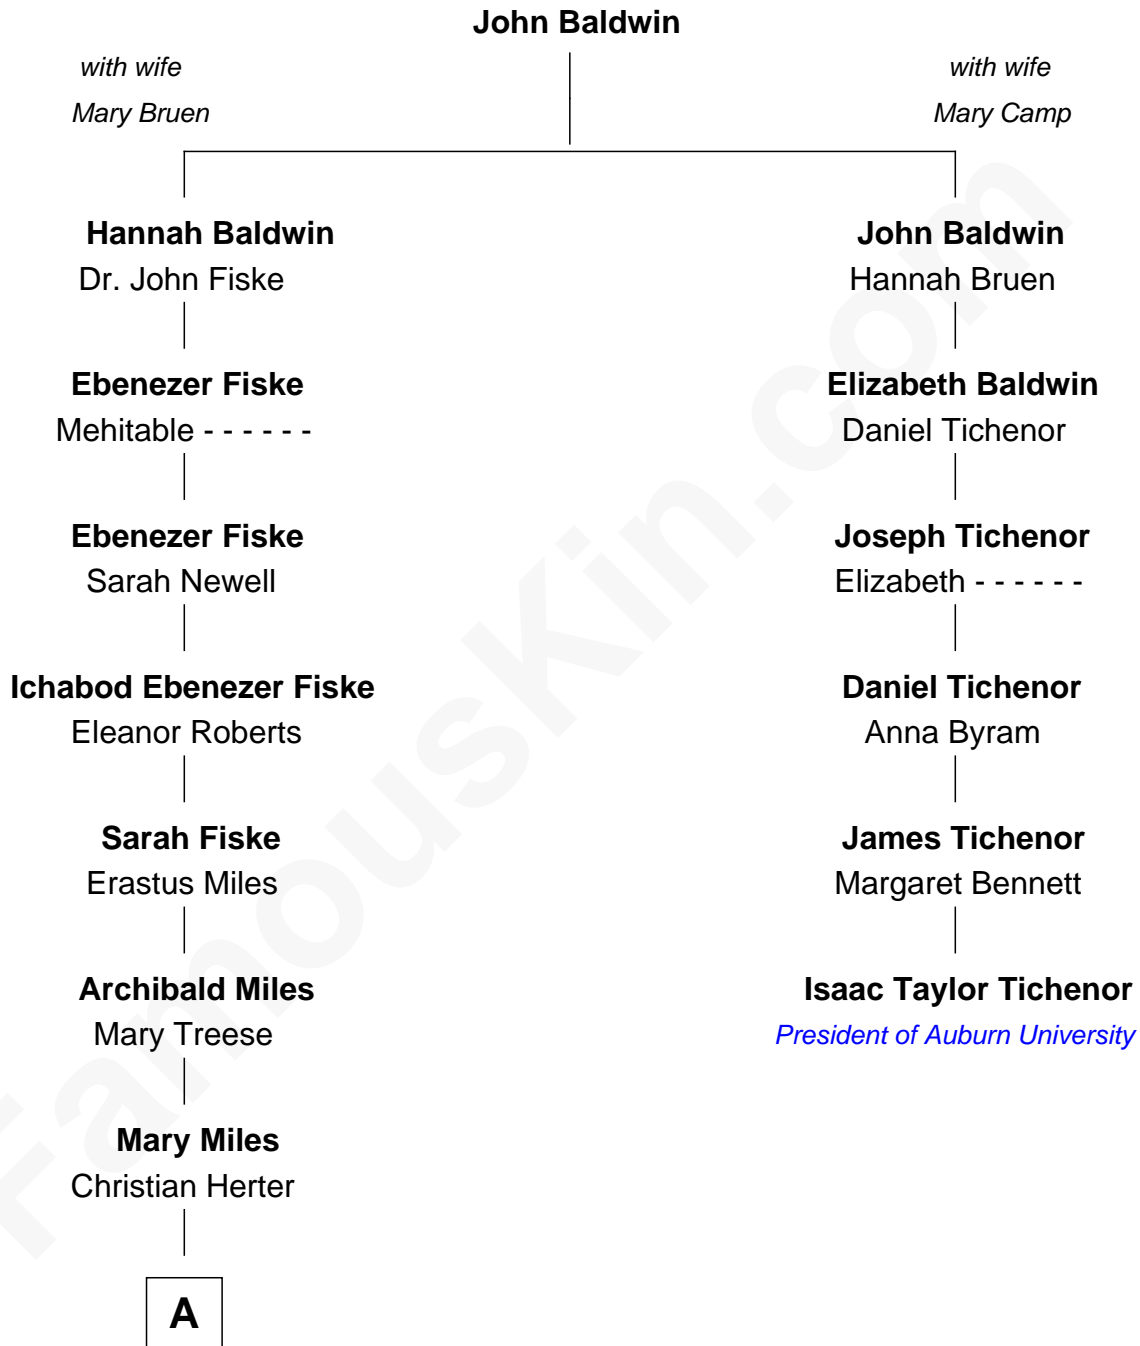 John Baldwin
with wife
Mary Bruen
with wife
Mary Camp
Hannah Baldwin
Dr. John Fiske
John Baldwin
Hannah Bruen
Ebenezer Fiske
Mehitable - - - - - -
Elizabeth Baldwin
Daniel Tichenor
Ebenezer Fiske
Sarah Newell
Joseph Tichenor
Elizabeth - - - - - -
Ichabod Ebenezer Fiske
Eleanor Roberts
Daniel Tichenor
Anna Byram
Sarah Fiske
Erastus Miles
James Tichenor
Margaret Bennett
Archibald Miles
Mary Treese
Isaac Taylor Tichenor
President of Auburn University
Mary Miles
Christian Herter
A
FamousKin.com